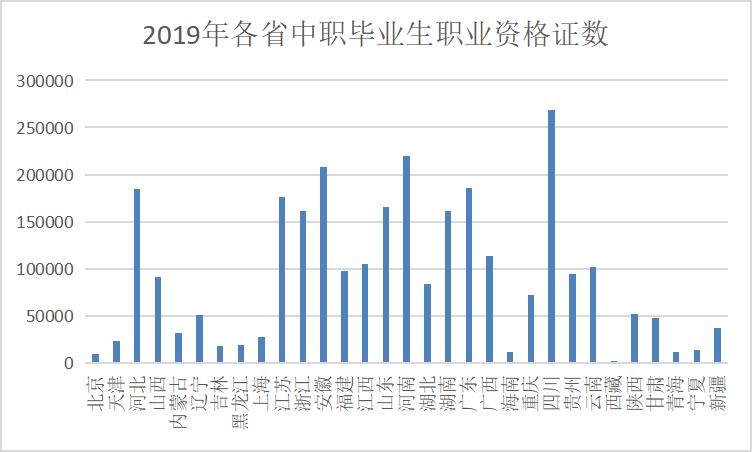 2019年各省中职毕业生职业资格证数
300000
250000
200000
150000
100000
50000
0
北京
天津
河北
山西
内蒙古
辽宁
吉林
黑龙江
上海
江苏
浙江
安徽
福建
江西
山东
河南
湖北
湖南
广东
广西
海南
重庆
四川
贵州
云南
西藏
陕西
甘肃
青海
宁夏
新疆